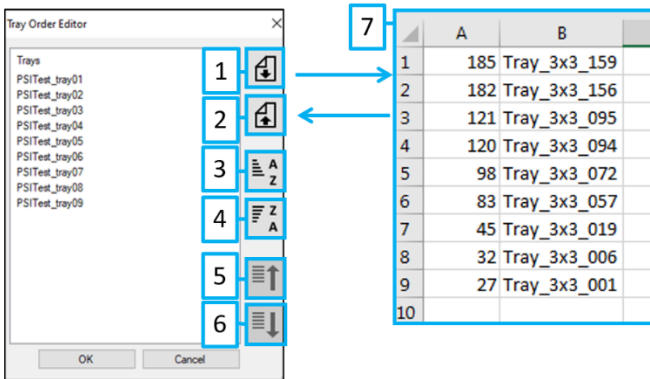 Tray Order Editor
Trays
PSITest_tray01
PSITest_tray02
PSITest_tray03
PSITest_tray04
PSITest_tray05
PSITest_tray06
PSITest_tray07
PSITest_tray08
PSITest_tray09
OK Cancel
1
2
3 A Z
4 Z A
5
6
7
A B
1 185 Tray_3x3_159
2 182 Tray_3x3_156
3 121 Tray_3x3_095
4 120 Tray_3x3_094
5 98 Tray_3x3_072
6 83 Tray_3x3_057
7 45 Tray_3x3_019
8 32 Tray_3x3_006
9 27 Tray_3x3_001
10